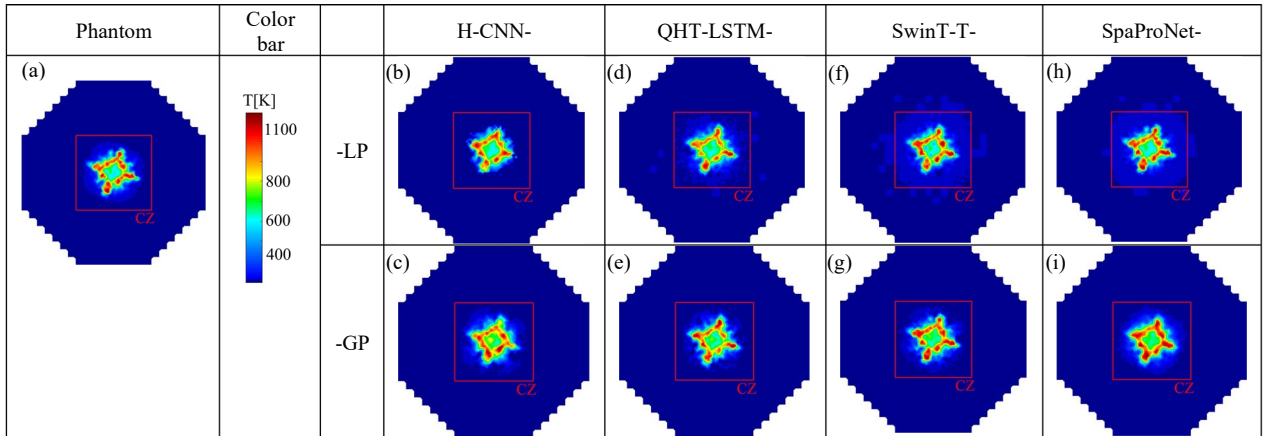 Phantom
Color
bar
H-CNN-
QHT-LSTM-
SwinT-T-
SpaProNet-
(a)
T[K]
1100
800
600
400
CZ
-LP
(b)
CZ
(d)
CZ
(f)
CZ
(h)
CZ
-GP
(c)
CZ
(e)
CZ
(g)
CZ
(i)
CZ